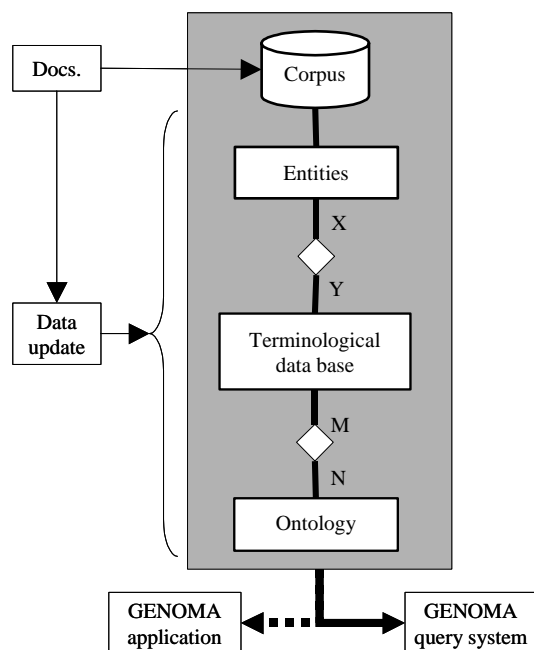 Docs.
Corpus
Entities
X
Y
Data
update
Terminological
data base
M
N
Ontology
GENOMA
application
GENOMA
query system